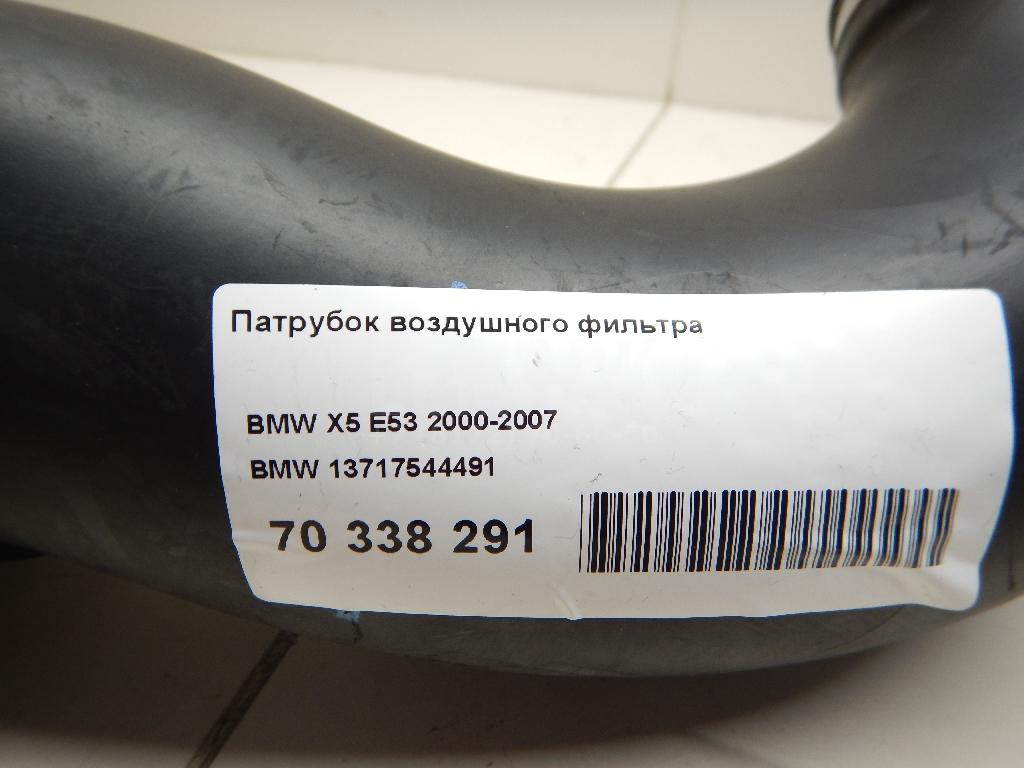 Патрубок воздушного фильтра
BMW X5 E53 2000-2007
BMW 13717544491
70 338 291